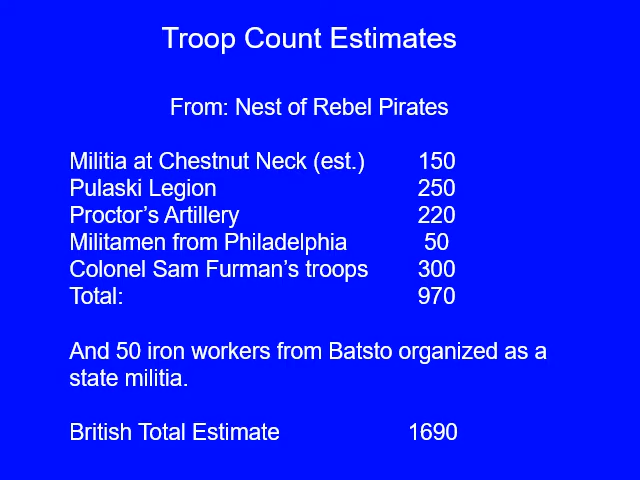 Troop Count Estimates
From: Nest of Rebel Pirates
Militia at Chestnut Neck (est.) 150
Pulaski Legion 250
Proctor’s Artillery 220
Militamen from Philadelphia 50
Colonel Sam Furman’s troops 300
Total: 970
And 50 iron workers from Batsto organized as a
state militia.
British Total Estimate 1690